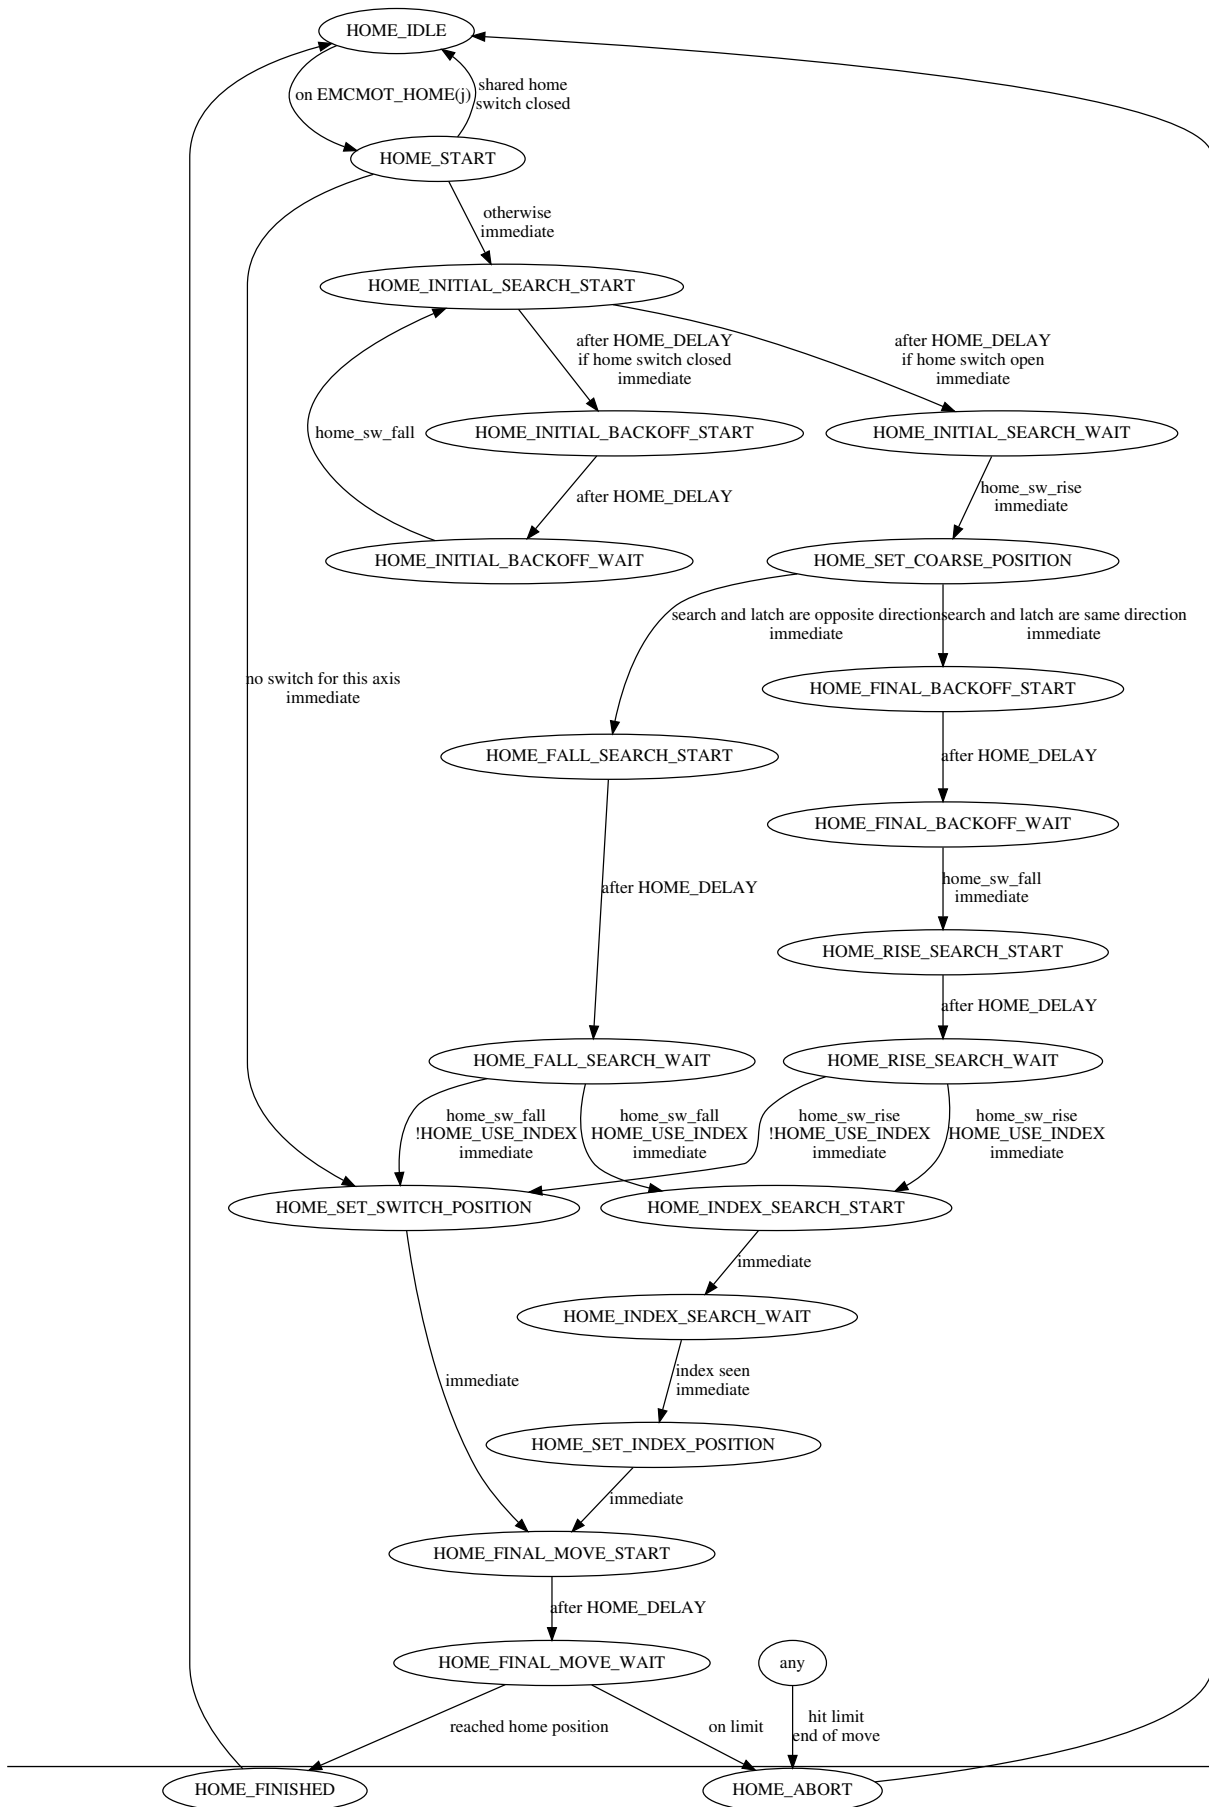 HOME_IDLE
on EMCMOT_HOME(j)
shared home
switch closed
HOME_START
otherwise
immediate
HOME_INITIAL_SEARCH_START
after HOME_DELAY
if home switch closed
immediate
after HOME_DELAY
if home switch open
immediate
home_sw_fall
HOME_INITIAL_BACKOFF_START
HOME_INITIAL_SEARCH_WAIT
after HOME_DELAY
home_sw_rise
immediate
HOME_INITIAL_BACKOFF_WAIT
HOME_SET_COARSE_POSITION
search and latch are opposite direction
immediate
search and latch are same direction
immediate
no switch for this axis
immediate
HOME_FINAL_BACKOFF_START
HOME_FALL_SEARCH_START
after HOME_DELAY
HOME_FINAL_BACKOFF_WAIT
after HOME_DELAY
home_sw_fall
immediate
HOME_RISE_SEARCH_START
after HOME_DELAY
HOME_FALL_SEARCH_WAIT
HOME_RISE_SEARCH_WAIT
home_sw_fall
!HOME_USE_INDEX
immediate
home_sw_fall
HOME_USE_INDEX
immediate
home_sw_rise
!HOME_USE_INDEX
immediate
home_sw_rise
HOME_USE_INDEX
immediate
HOME_SET_SWITCH_POSITION
HOME_INDEX_SEARCH_START
immediate
HOME_INDEX_SEARCH_WAIT
immediate
index seen
immediate
HOME_SET_INDEX_POSITION
immediate
HOME_FINAL_MOVE_START
after HOME_DELAY
HOME_FINAL_MOVE_WAIT
any
reached home position
on limit
hit limit
end of move
HOME_FINISHED
HOME_ABORT